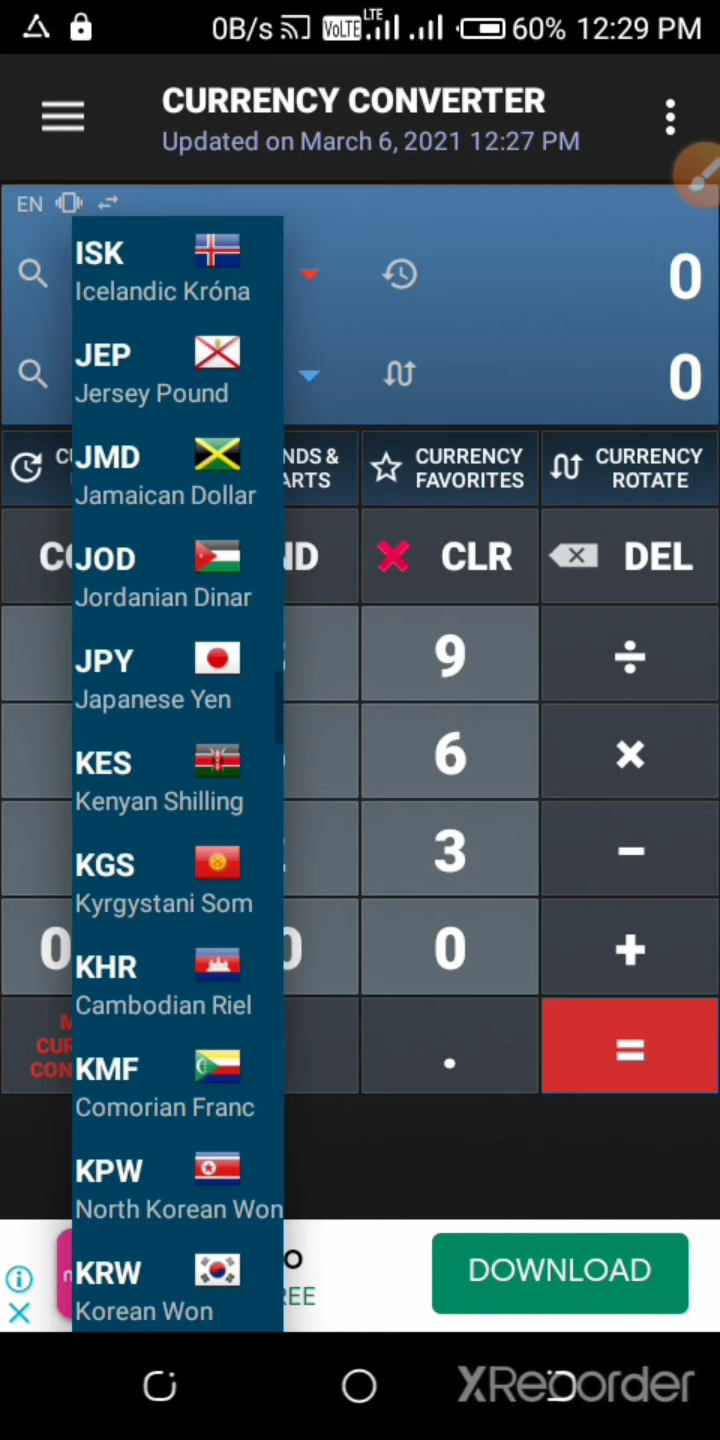 0B/s VoLTE LTE 60% 12:29 PM
CURRENCY CONVERTER
Updated on March 6, 2021 12:27 PM
EN
0
0
ISK
Icelandic Króna
JEP
Jersey Pound
JMD
Jamaican Dollar
JOD
Jordanian Dinar
JPY
Japanese Yen
KES
Kenyan Shilling
KGS
Kyrgystani Som
KHR
Cambodian Riel
KMF
Comorian Franc
KPW
North Korean Won
KRW
Korean Won
CURRENCY
FAVORITES
CURRENCY
ROTATE
CLR
DEL
9
÷
6
×
3
−
0
0
0
+
.
=
DOWNLOAD
XRecorder